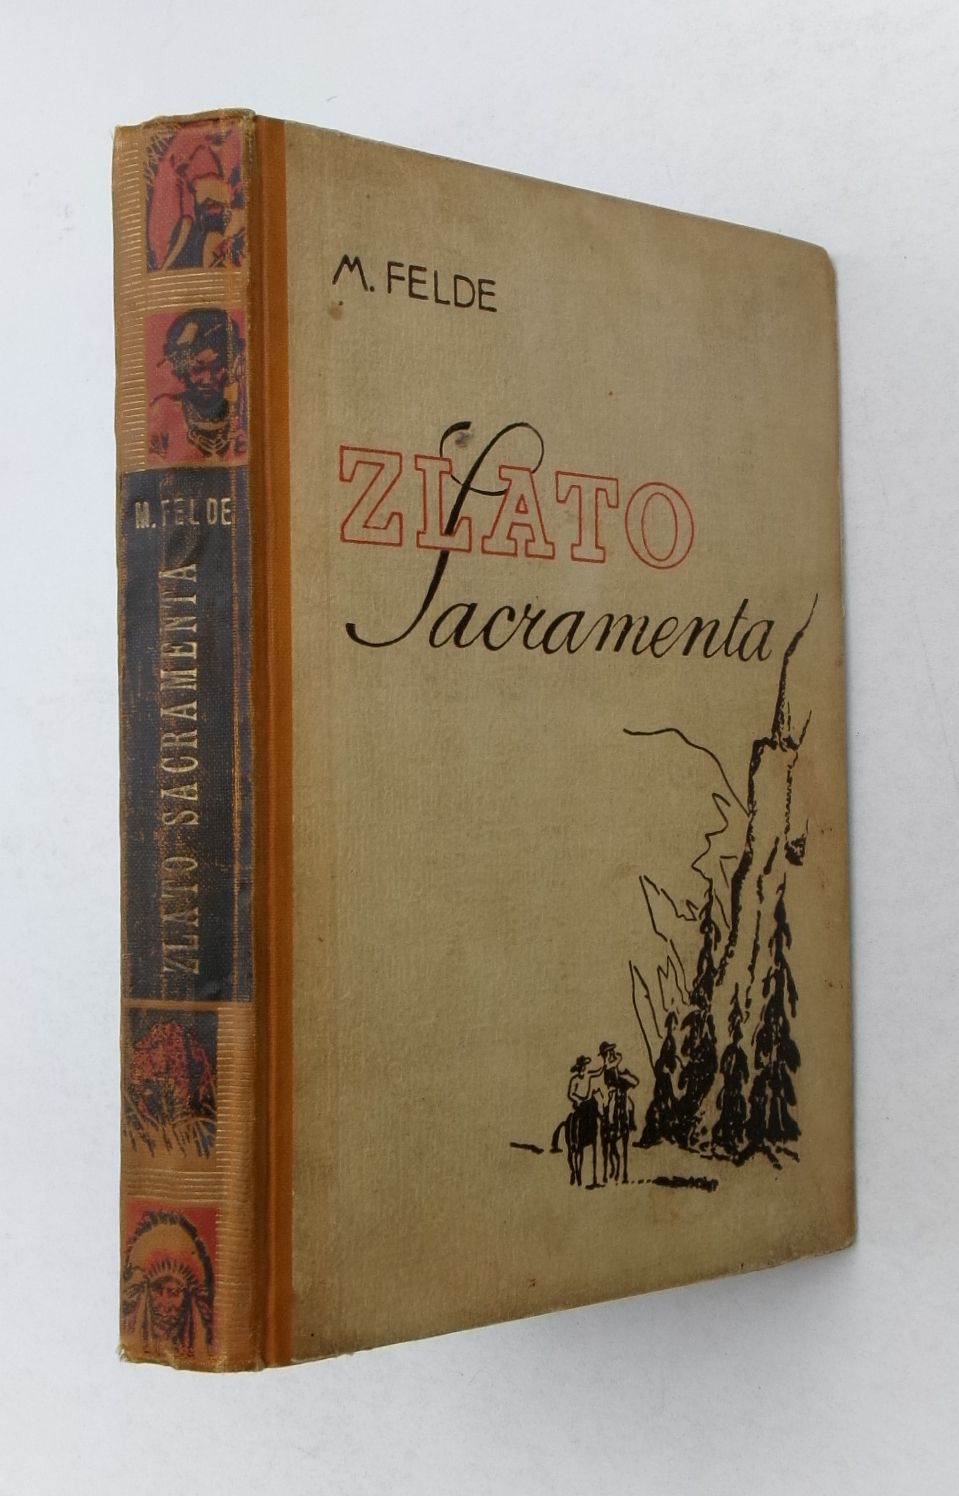 M. FELDE
ZLATO
Sacramenta
M. FELDE
ZLATO SACRAMENTA